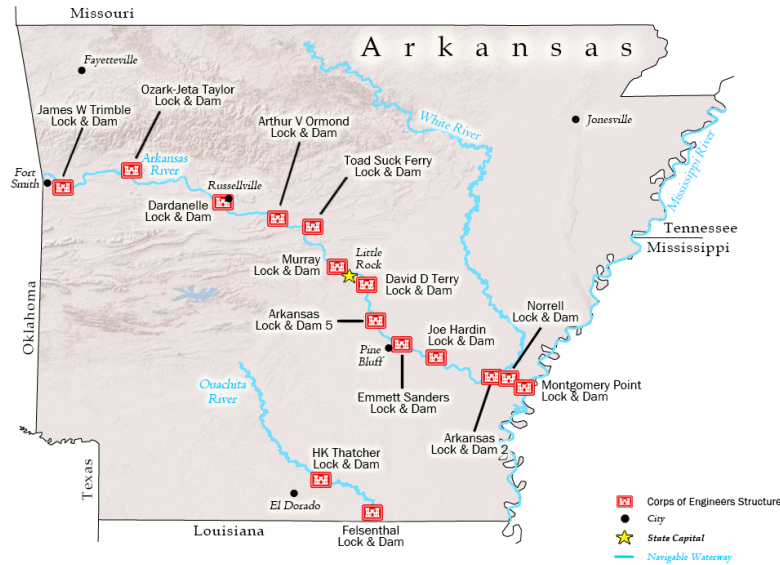 Missouri
Arkansas
Fayetteville
Ozark-Jeta Taylor
Lock & Dam
James W Trimble
Lock & Dam
Arthur V Ormond
Lock & Dam
White River
Jonesville
Mississippi River
Toad Suck Ferry
Lock & Dam
Arkansas
River
Fort
Smith
Russellville
Dardanelle
Lock & Dam
Tennessee
Mississippi
Murray
Lock & Dam
Little
Rock
David D Terry
Lock & Dam
Oklahoma
Norrell
Lock & Dam
Arkansas
Lock & Dam 5
Joe Hardin
Lock & Dam
Pine
Bluff
Ouachita
River
Emmett Sanders
Lock & Dam
Montgomery Point
Lock & Dam
Arkansas
Lock & Dam 2
HK Thatcher
Lock & Dam
Texas
El Dorado
Louisiana
Felsenthal
Lock & Dam
Corps of Engineers Structure
City
State Capital
Navigable Waterway